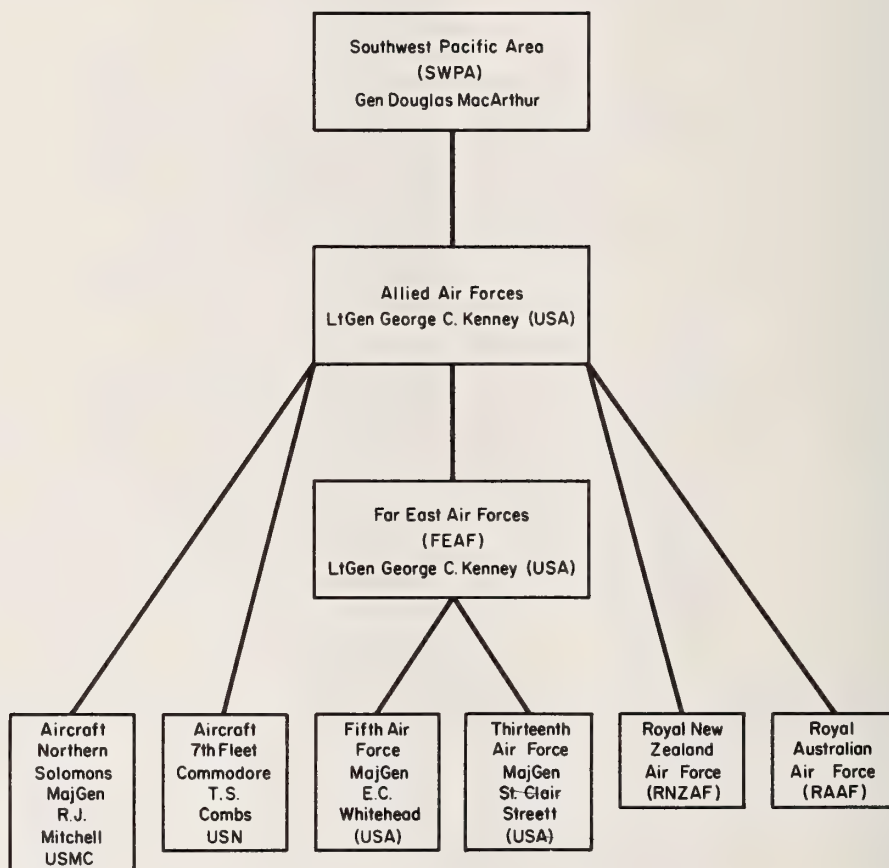 Southwest Pacific Area
(SWPA)
Gen Douglas MacArthur
Allied Air Forces
LtGen George C. Kenney (USA)
Far East Air Forces
(FEAF)
LtGen George C. Kenney (USA)
Aircraft
Northern
Solomons
MajGen
R.J.
Mitchell
USMC
Aircraft
7th Fleet
Commodore
T.S.
Combs
USN
Fifth Air
Force
MajGen
E.C.
Whitehead
(USA)
Thirteenth
Air Force
MajGen
St. Clair
Streett
(USA)
Royal New
Zealand
Air Force
(RNZAF)
Royal
Australian
Air Force
(RAAF)